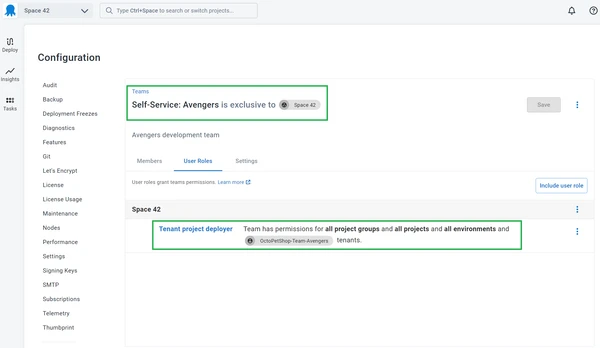 Space 42
Type Ctrl+Space to search or switch projects...
Deploy
Insights
Tasks
Configuration
Audit
Backup
Deployment Freezes
Diagnostics
Features
Git
Let's Encrypt
License
License Usage
Maintenance
Nodes
Performance
Settings
Signing Keys
SMTP
Subscriptions
Telemetry
Thumbprint
Teams
Self-Service: Avengers is exclusive to Space 42
Save
Avengers development team
Members User Roles Settings
User roles grant teams permissions. Learn more
Include user role
Space 42
Tenant project deployer
Team has permissions for all project groups and all projects and all environments and
OctoPetShop-Team-Avengers tenants.